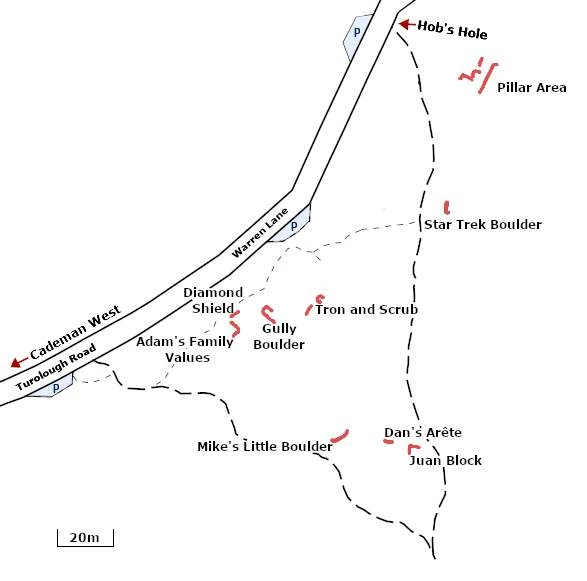 P
Hob's Hole
Pillar Area
Star Trek Boulder
Warren Lane
P
Diamond
Shield
Tron and Scrub
Cademan West
Gully
Boulder
Adam's Family
Values
Turolough Road
P
Dan's Arête
Mike's Little Boulder
Juan Block
20m